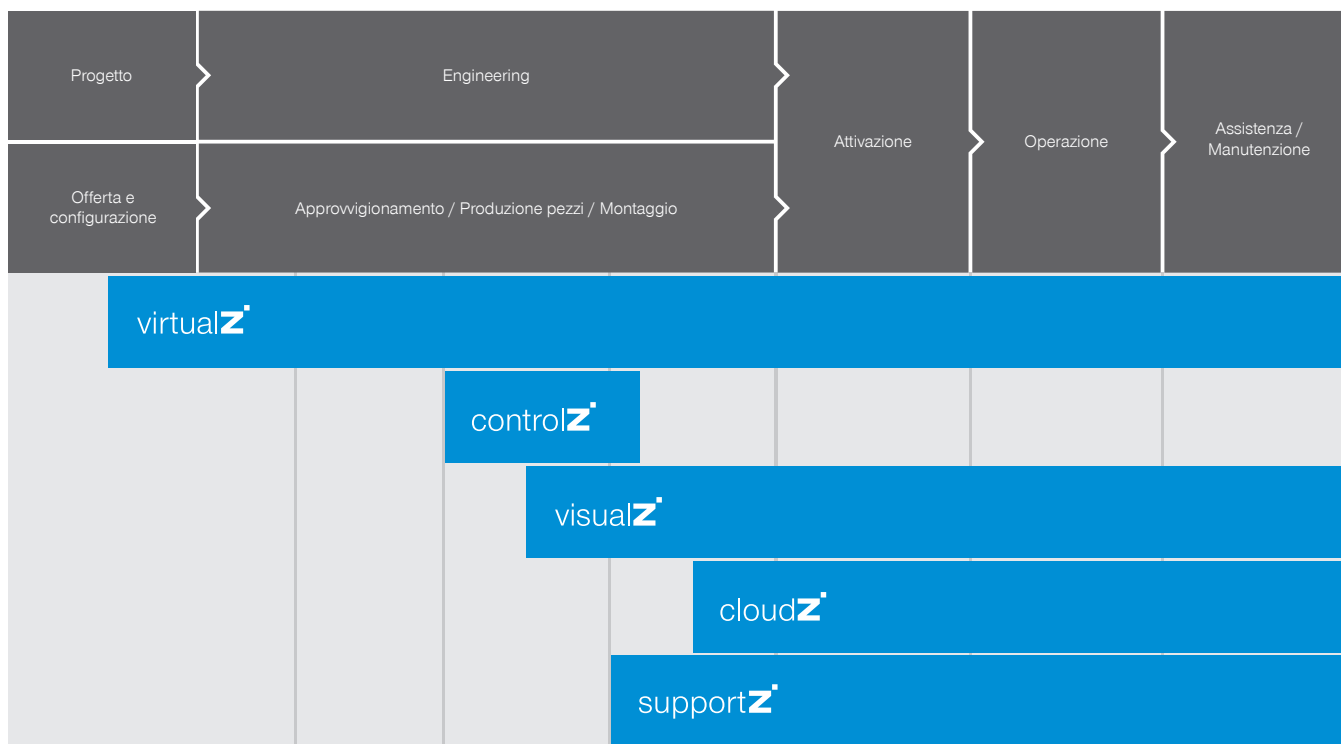 Progetto
Engineering
Attivazione
Operazione
Assistenza /
Manutenzione
Offerta e
configurazione
Approvvigionamento / Produzione pezzi / Montaggio
virtualz
controlz
visualz
cloudz
supportz